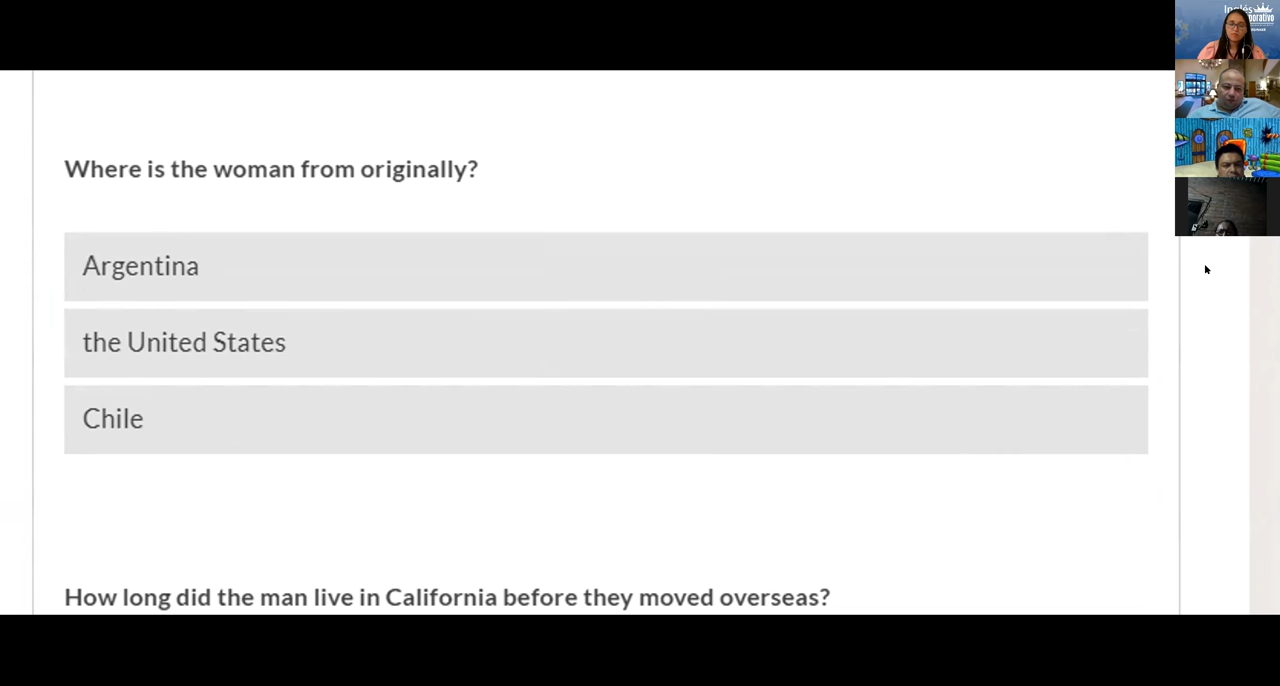 Where is the woman from originally?
Argentina
the United States
Chile
How long did the man live in California before they moved overseas?
Inglés